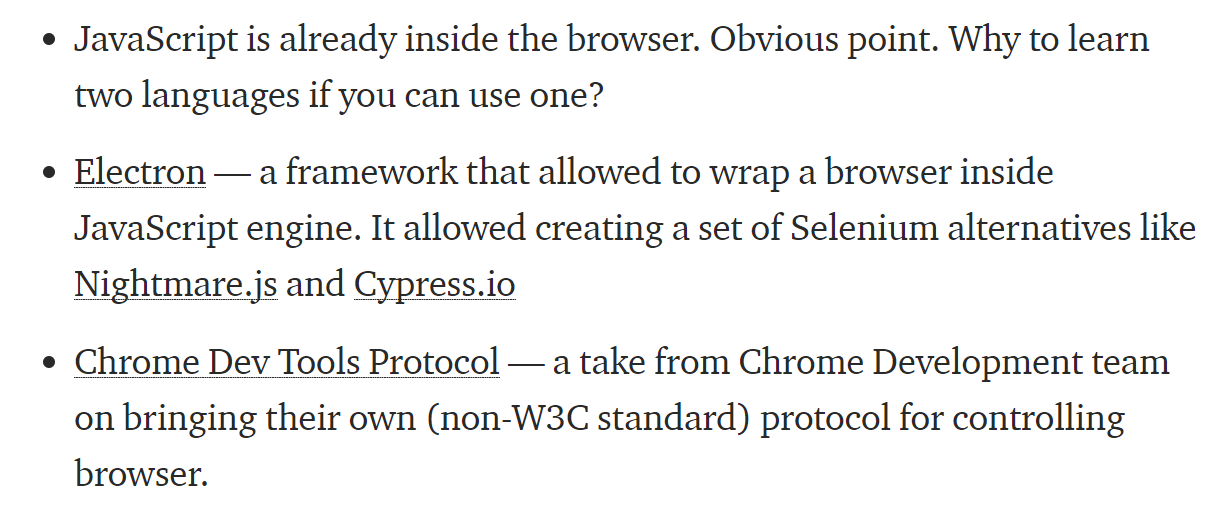 • JavaScript is already inside the browser. Obvious point. Why to learn
two languages if you can use one?
• Electron — a framework that allowed to wrap a browser inside
JavaScript engine. It allowed creating a set of Selenium alternatives like
Nightmare.js and Cypress.io
• Chrome Dev Tools Protocol — a take from Chrome Development team
on bringing their own (non-W3C standard) protocol for controlling
browser.